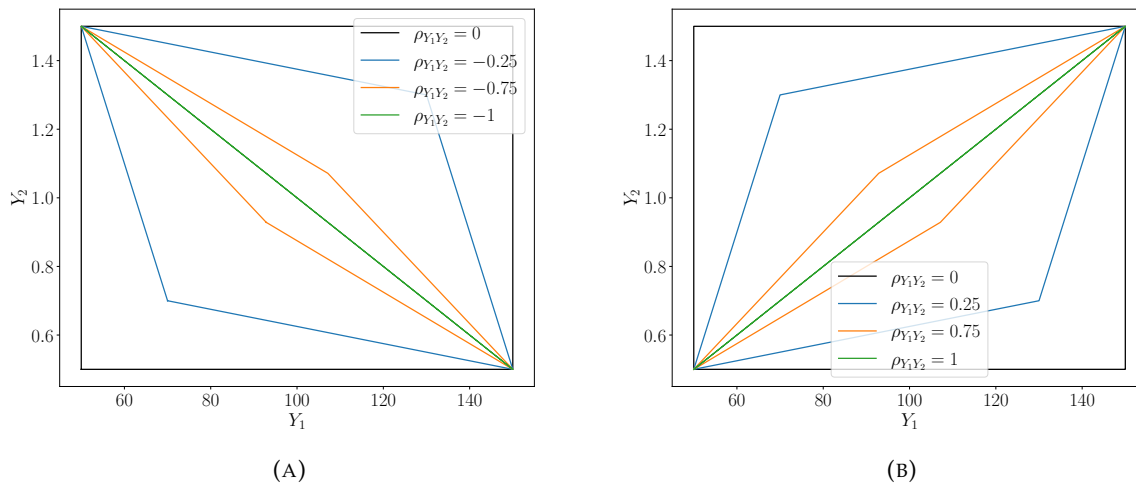 ρ_{Y_1Y_2} = 0
ρ_{Y_1Y_2} = −0.25
ρ_{Y_1Y_2} = −0.75
ρ_{Y_1Y_2} = −1
1.4
1.2
1.0
0.8
0.6
Y_2
60 80 100 120 140
Y_1
(A)
1.4
1.2
1.0
0.8
0.6
Y_2
ρ_{Y_1Y_2} = 0
ρ_{Y_1Y_2} = 0.25
ρ_{Y_1Y_2} = 0.75
ρ_{Y_1Y_2} = 1
60 80 100 120 140
Y_1
(B)